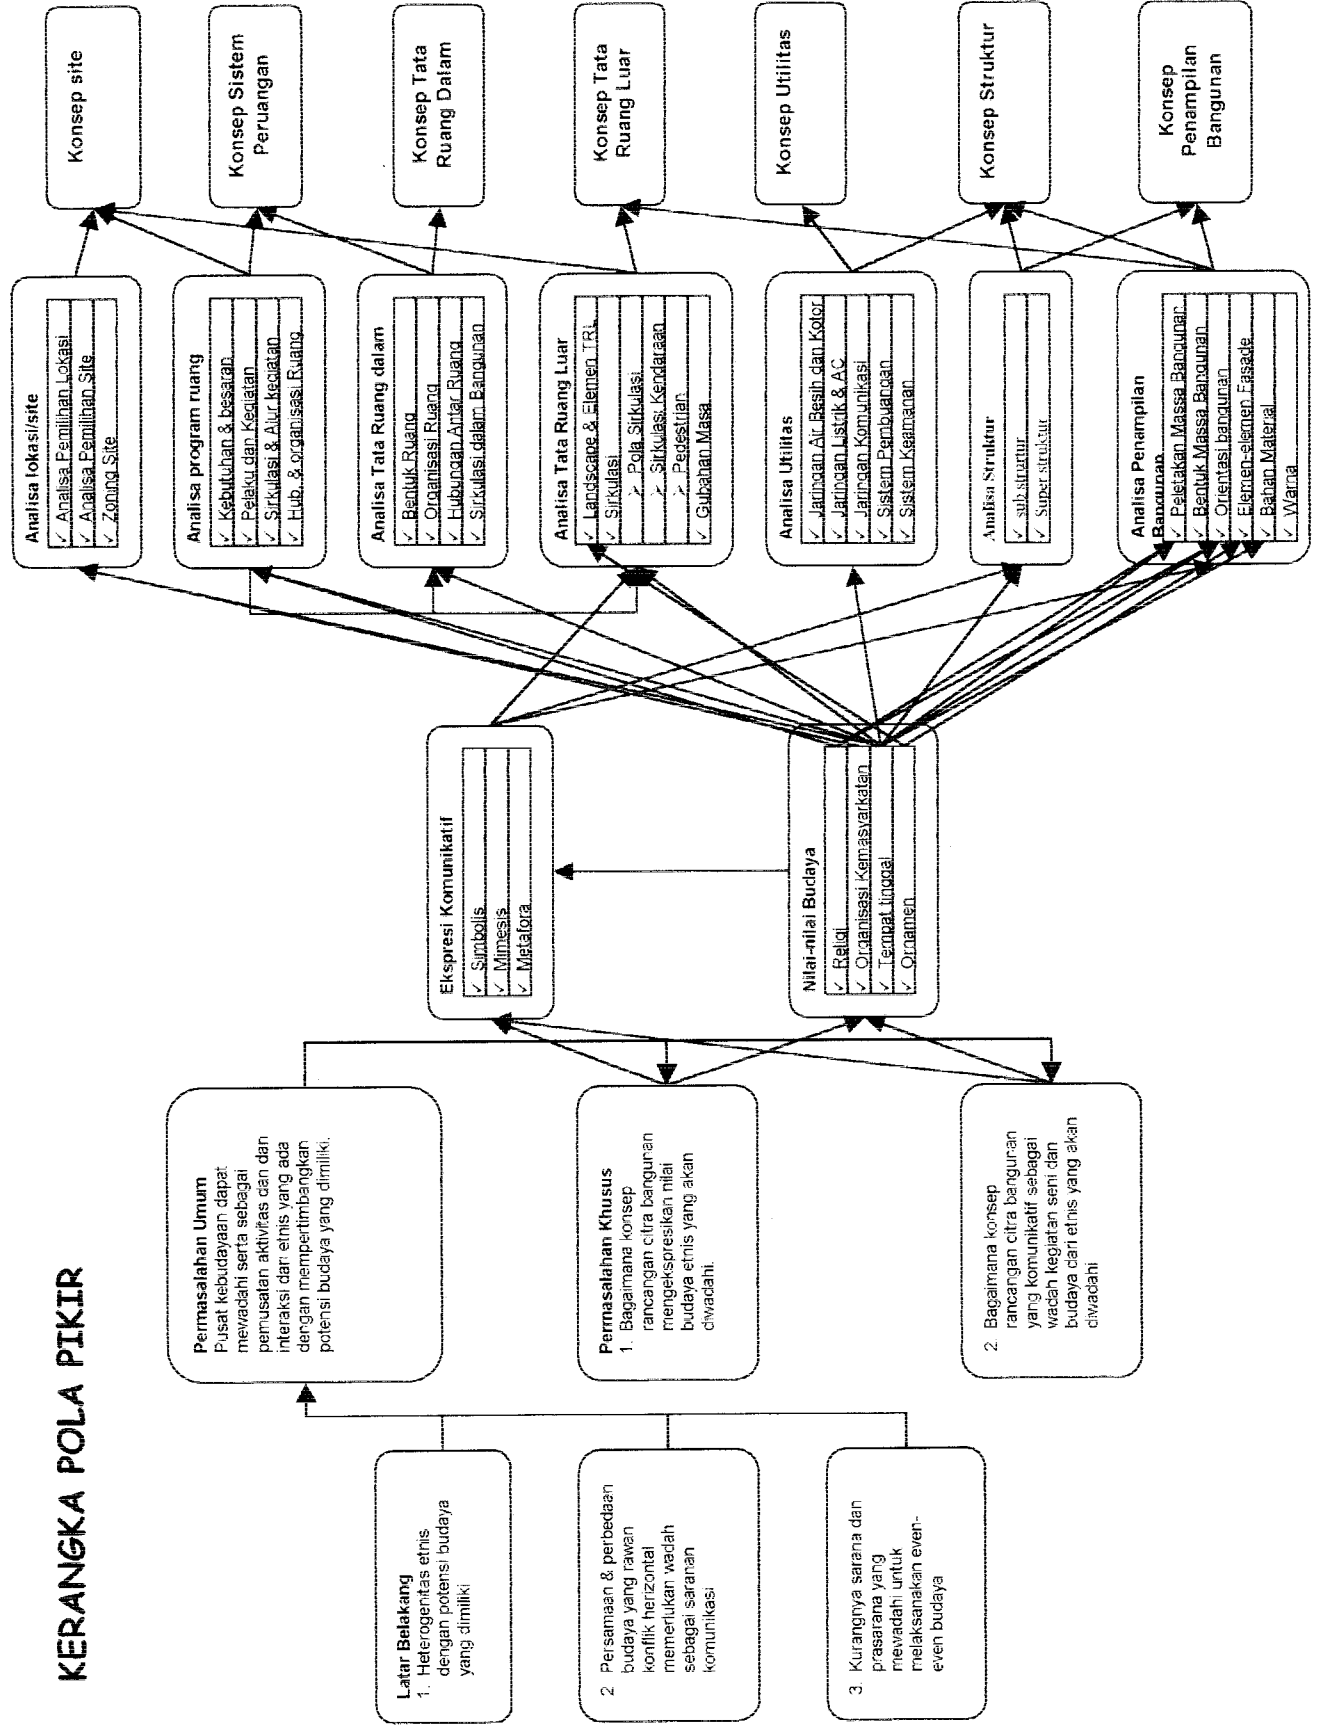 KERANGKA POLA PIKIR
Latar Belakang
1. Heterogenitas etnis
dengan potensi budaya
yang dimiliki
2 Persamaan & perbedaan
budaya yang rawan
konflik herizontal
memerlukan wadah
sebagai saranan
komunikasi
3. Kurangnya sarana dan
prasarana yang
mewadahi untuk
melaksanakan even-
even budaya
Permasalahan Umum
Pusat kebudayaan dapat
mewadahi serta sebagai
pemusatan aktivitas dan dan
interaksi dari etnis yang ada
dengan mempertimbangkan
potensi budaya yang dimiliki.
Permasalahan Khusus
1. Bagaimana konsep
rancangan citra bangunan
mengekspresikan nilai
budaya etnis yang akan
diwadahi.
2. Bagaimana konsep
rancangan citra bangunan
yang komunikatif sebagai
wadah kegiatan seni dan
budaya dari etnis yang akan
diwadahi
Ekspresi Komunikatif
✓ Simbolis
✓ Mimesis
✓ Metafora
Nilai-nilai Budaya
✓ Religi
✓ Organisasi Kemasyarkatan
✓ Tempat tinggal
✓ Ornamen
Analisa lokasi/site
✓ Analisa Pemilihan Lokasi
✓ Analisa Pemilihan Site
✓ Zoning Site
Analisa program ruang
✓ Kebutuhan & besaran
✓ Pelaku dan Kegiatan
✓ Sirkulasi & Alur kegiatan
✓ Hub. & organisasi Ruang
Analisa Tata Ruang dalam
✓ Bentuk Ruang
✓ Organisasi Ruang
✓ Hubungan Antar Ruang
✓ Sirkulasi dalam Bangunan
Analisa Tata Ruang Luar
✓ Landscape & Elemen TRL
✓ Sirkulasi
➢ Pola Sirkulasi
➢ Sirkulasi Kendaraan
➢ Pedestrian
✓ Gubahan Masa
Analisa Utilitas
✓ Jaringan Air Besih dan Kotor
✓ Jaringan Listrik & AC
✓ Jaringan Komunikasi
✓ Sistem Pembuangan
✓ Sistem Keamanan
Analisa Struktur
✓ sub strurtur
✓ Super struktur
Analisa Penampilan
Bangunan
✓ Peletakan Massa Bangunan
✓ Bentuk Massa Bangunan
✓ Orientasi bangunan
✓ Elemen-elemen Fasade
✓ Bahan Material
✓ Warna
Konsep site
Konsep Sistem
Peruangan
Konsep Tata
Ruang Dalam
Konsep Tata
Ruang Luar
Konsep Utilitas
Konsep Struktur
Konsep
Penampilan
Bangunan